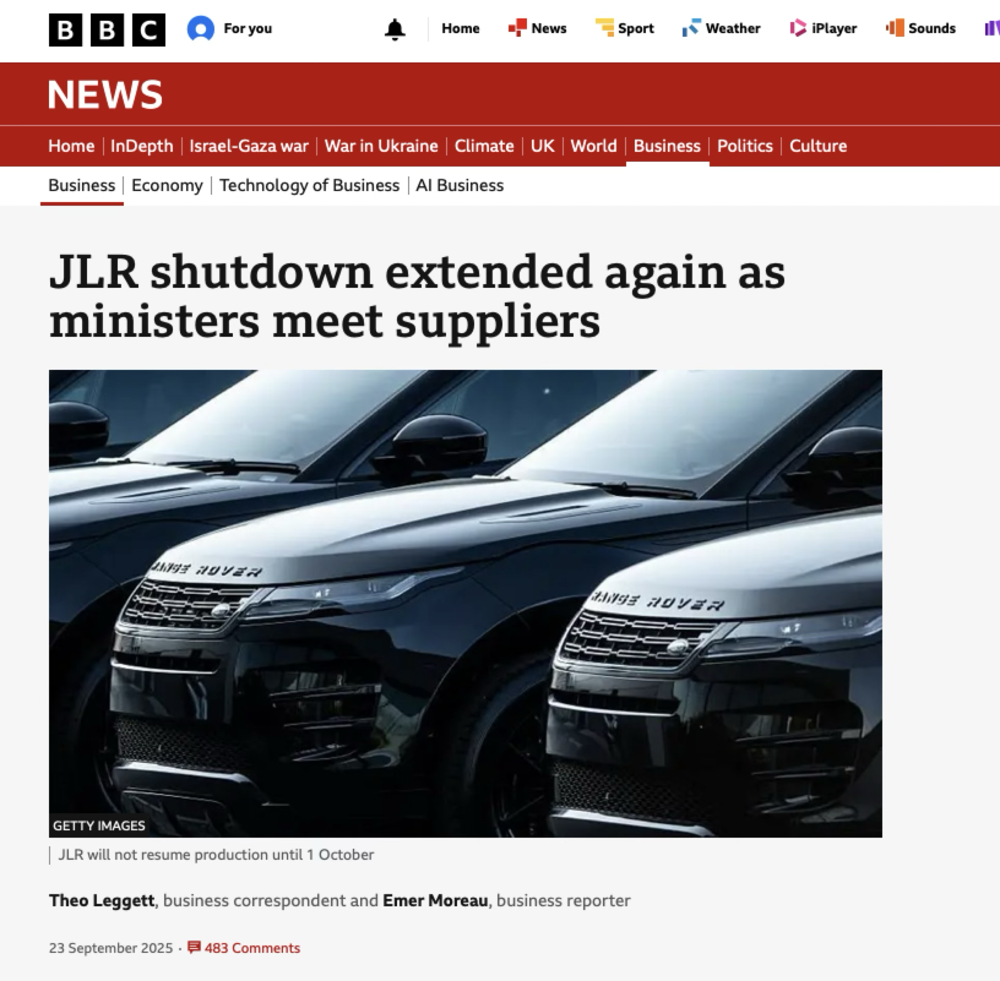 BBC
For you
Home
News
Sport
Weather
iPlayer
Sounds
NEWS
Home
InDepth
Israel-Gaza war
War in Ukraine
Climate
UK
World
Business
Politics
Culture
Business
Economy
Technology of Business
AI Business
JLR shutdown extended again as
ministers meet suppliers
RANGE ROVER
RANGE ROVER
GETTY IMAGES
JLR will not resume production until 1 October
Theo Leggett, business correspondent and Emer Moreau, business reporter
23 September 2025 · 483 Comments